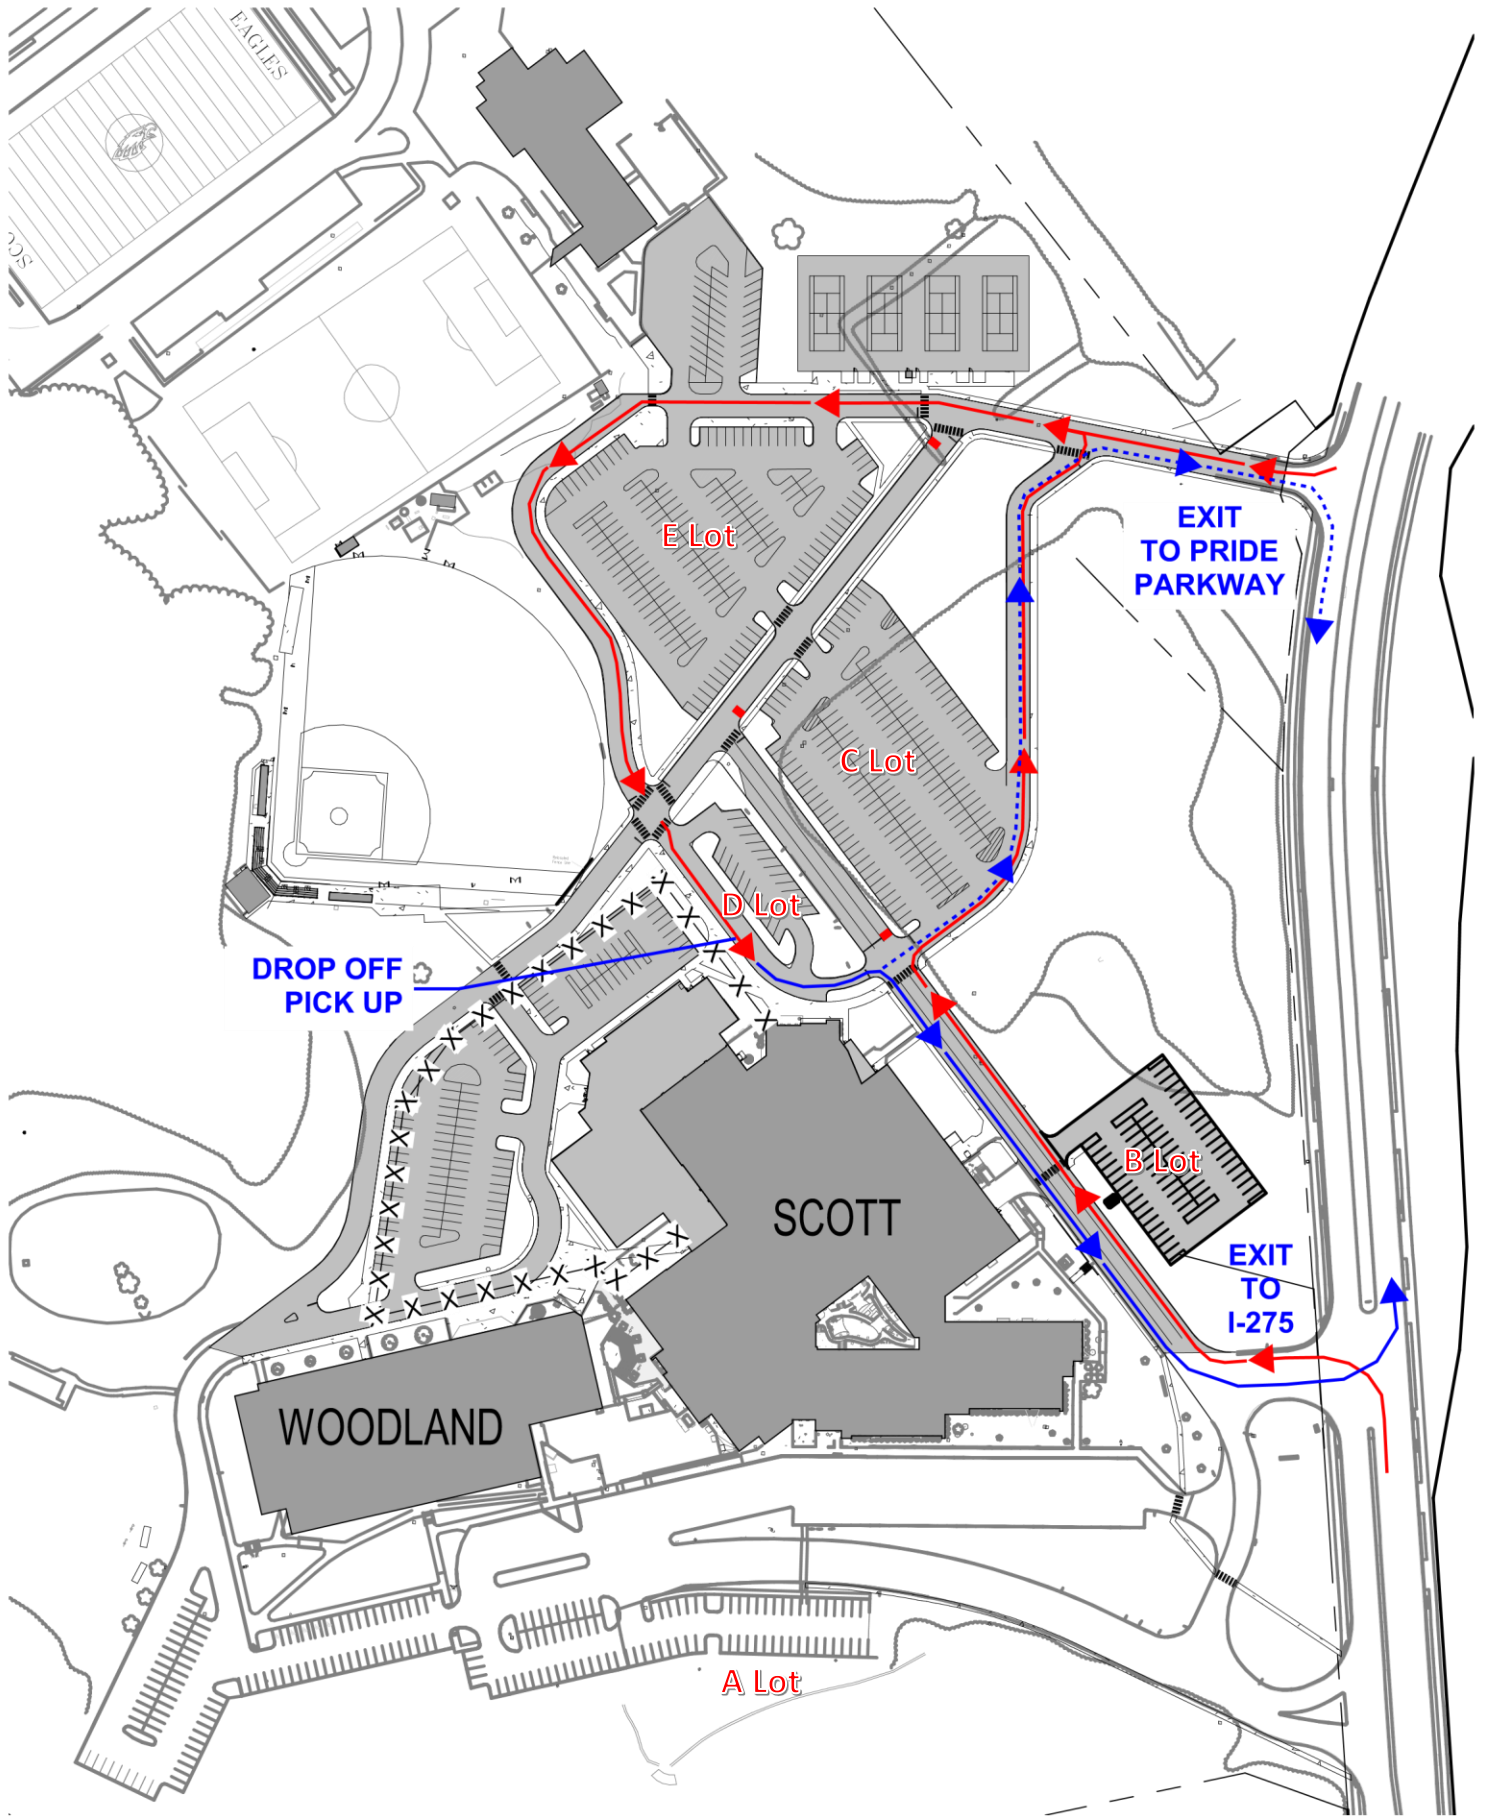 EAGLES
SCO
EXIT
TO PRIDE
PARKWAY
E Lot
C Lot
D Lot
DROP OFF
PICK UP
B Lot
SCOTT
EXIT
TO
I-275
WOODLAND
A Lot